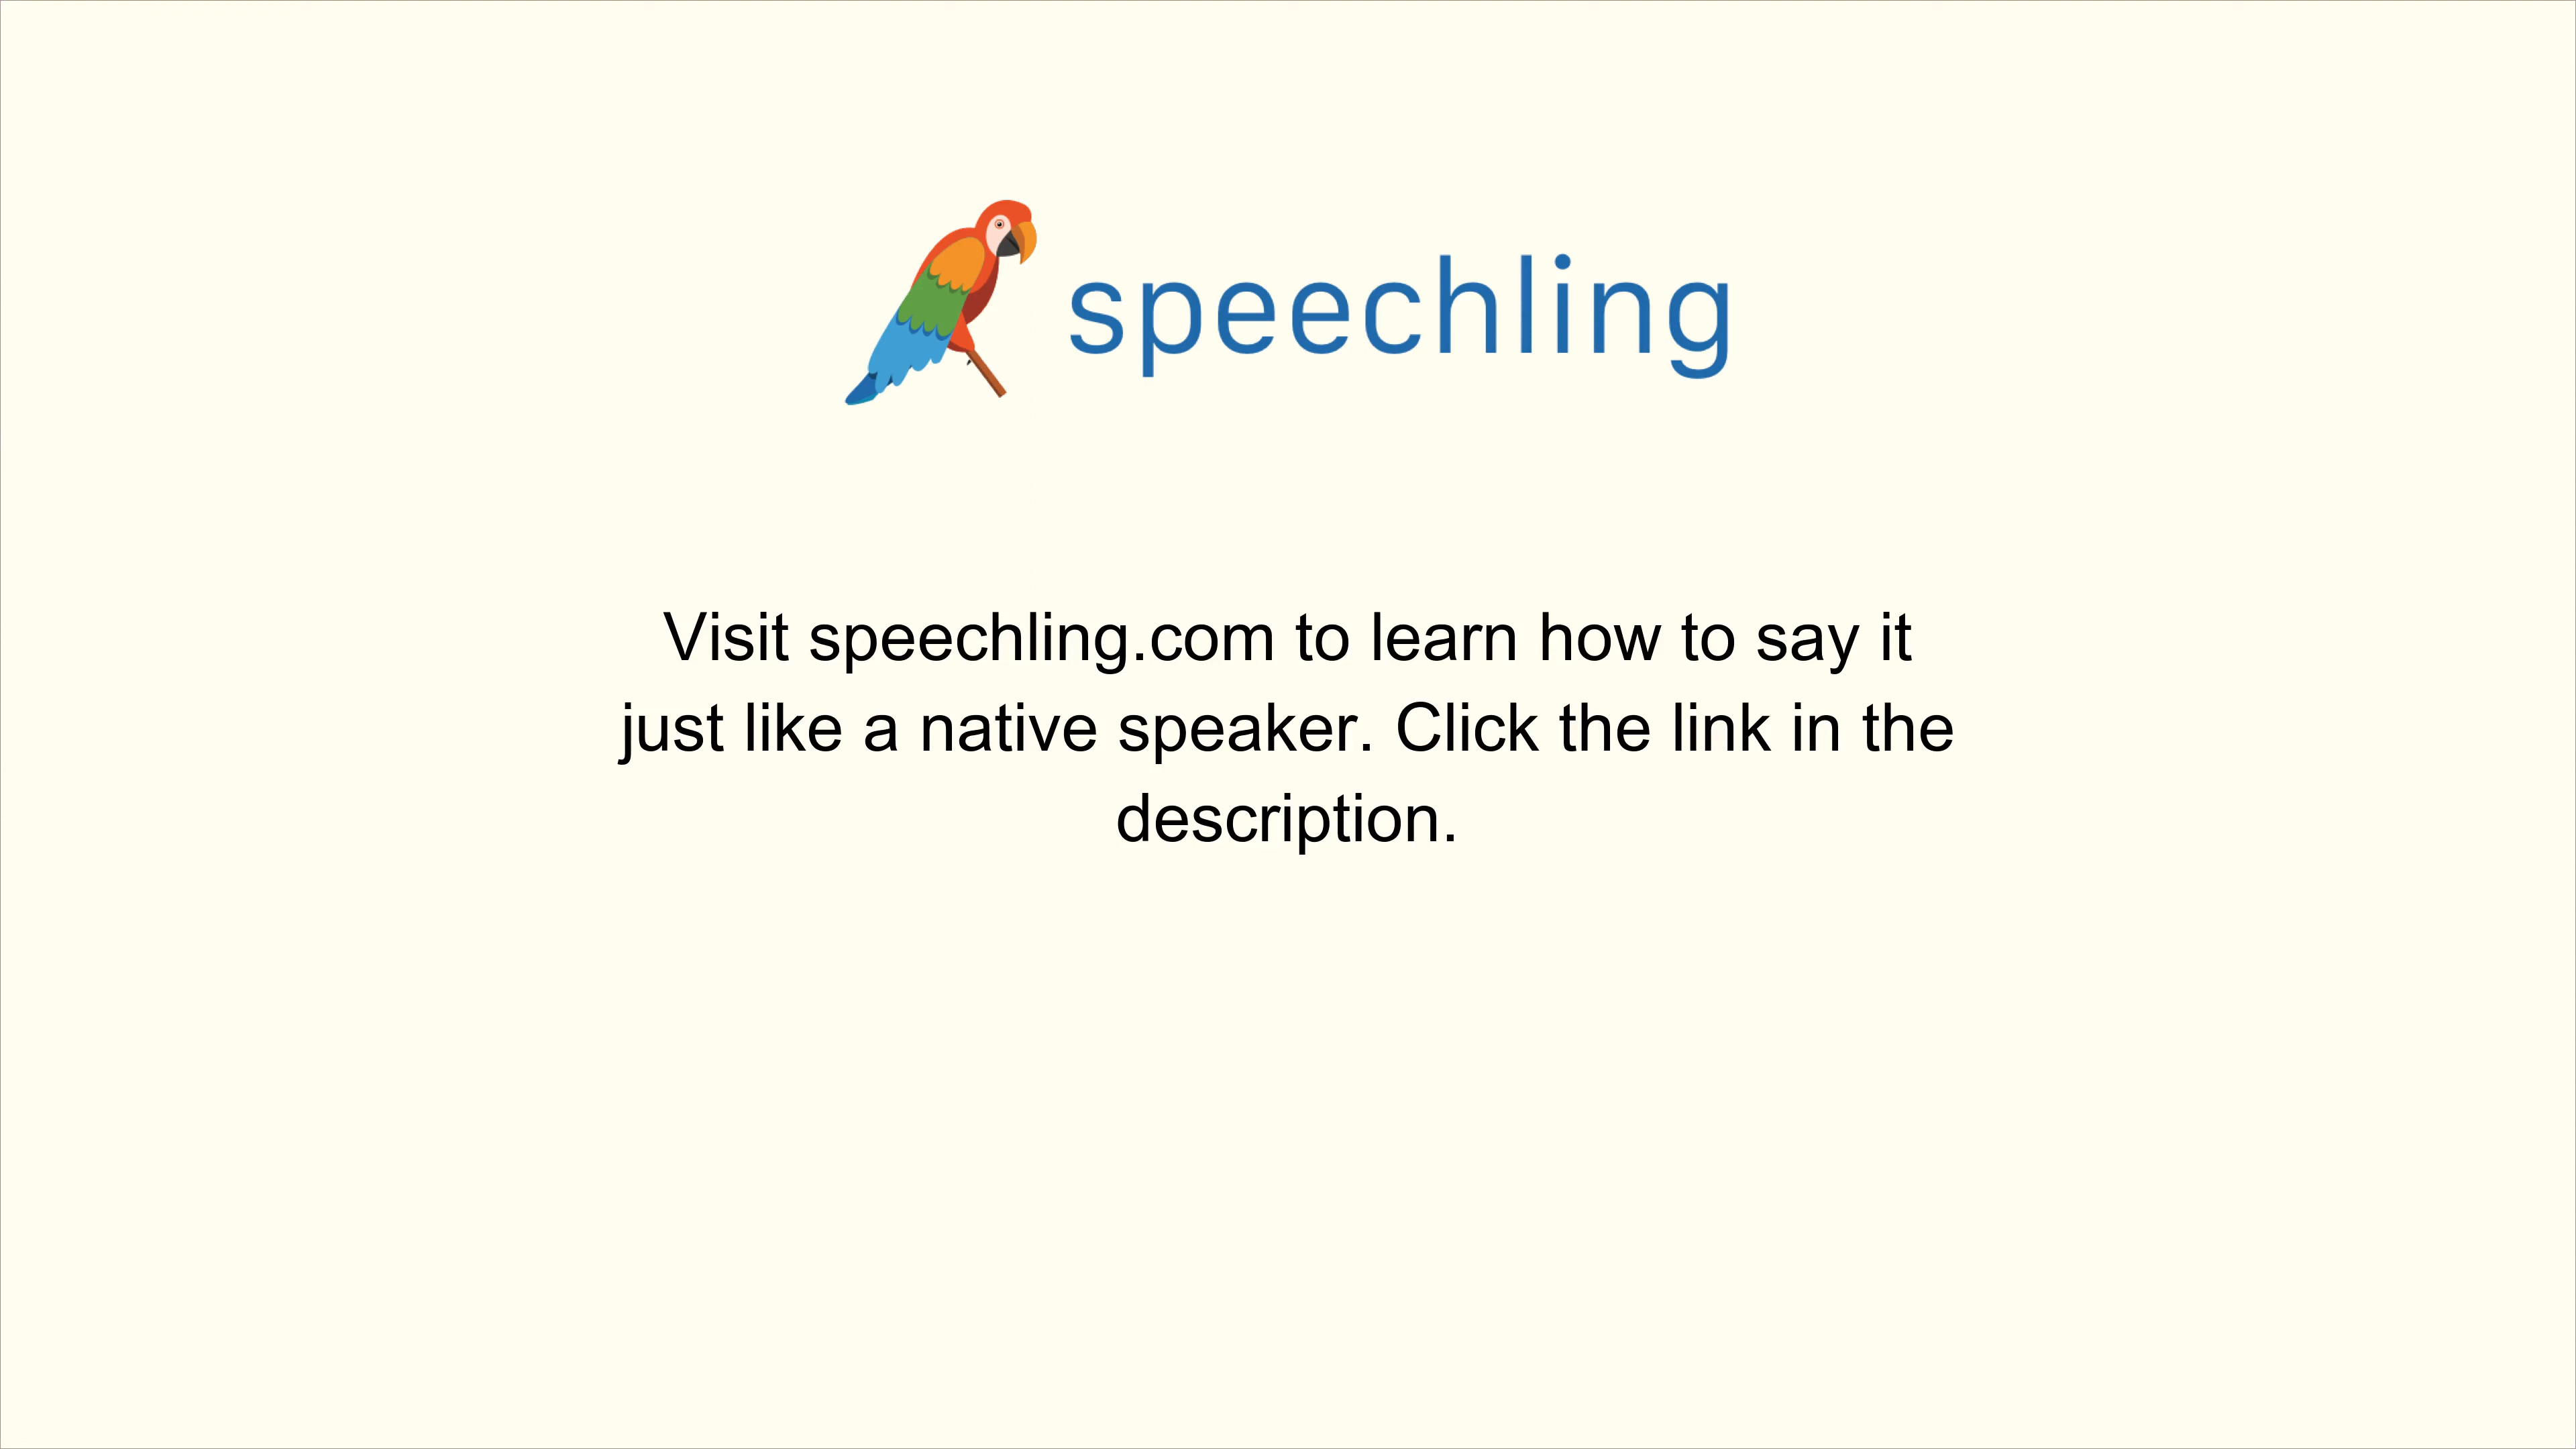 speechling
Visit speechling.com to learn how to say it
just like a native speaker. Click the link in the
description.